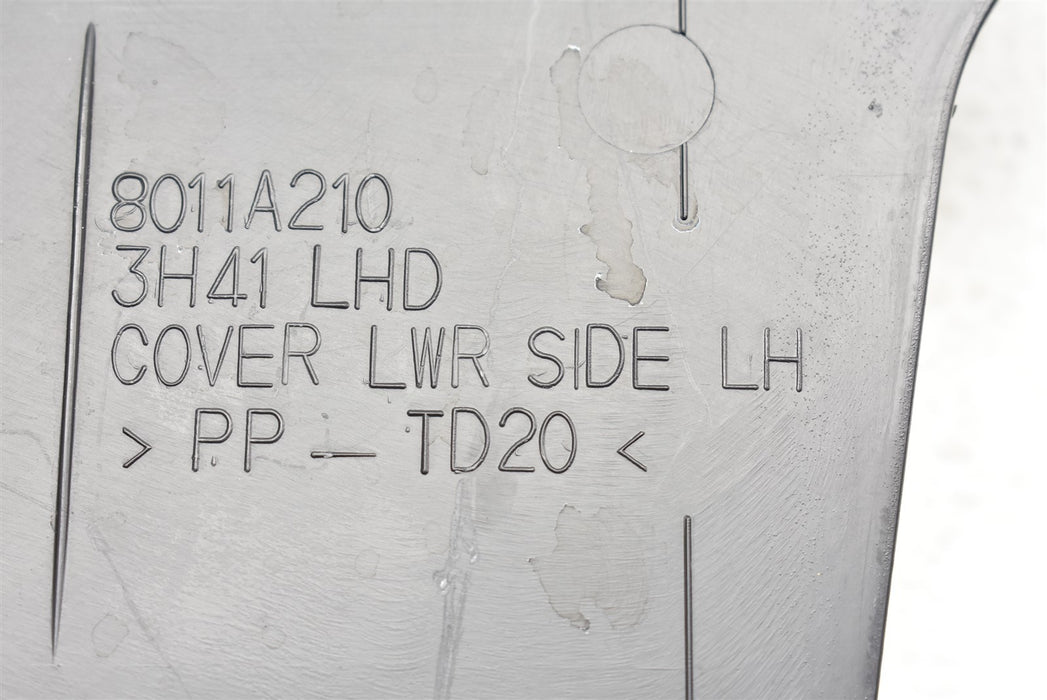 8011A210
3H41 LHD
COVER LWR SIDE LH
> PP - TD20 <